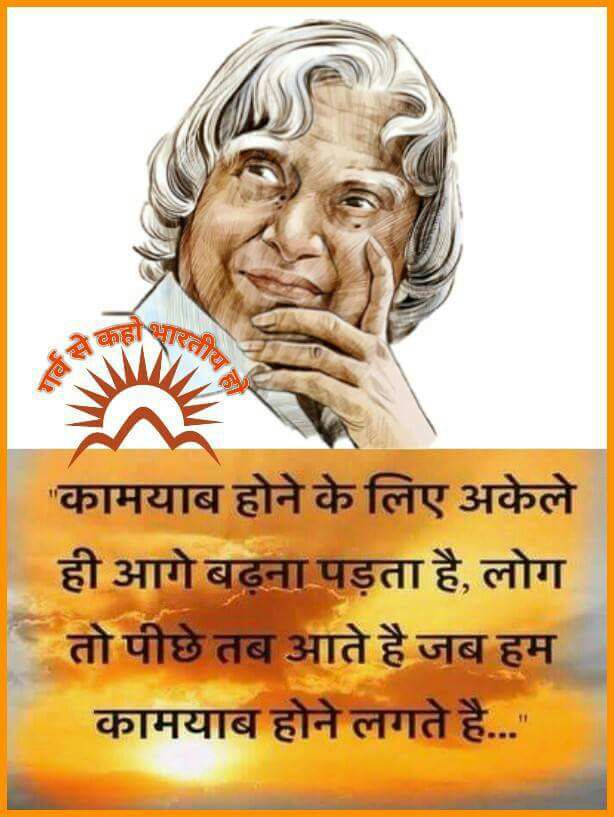 गर्व से कहो भारतीय हो
"कामयाब होने के लिए अकेले
ही आगे बढ़ना पड़ता है, लोग
तो पीछे तब आते है जब हम
कामयाब होने लगते है..."